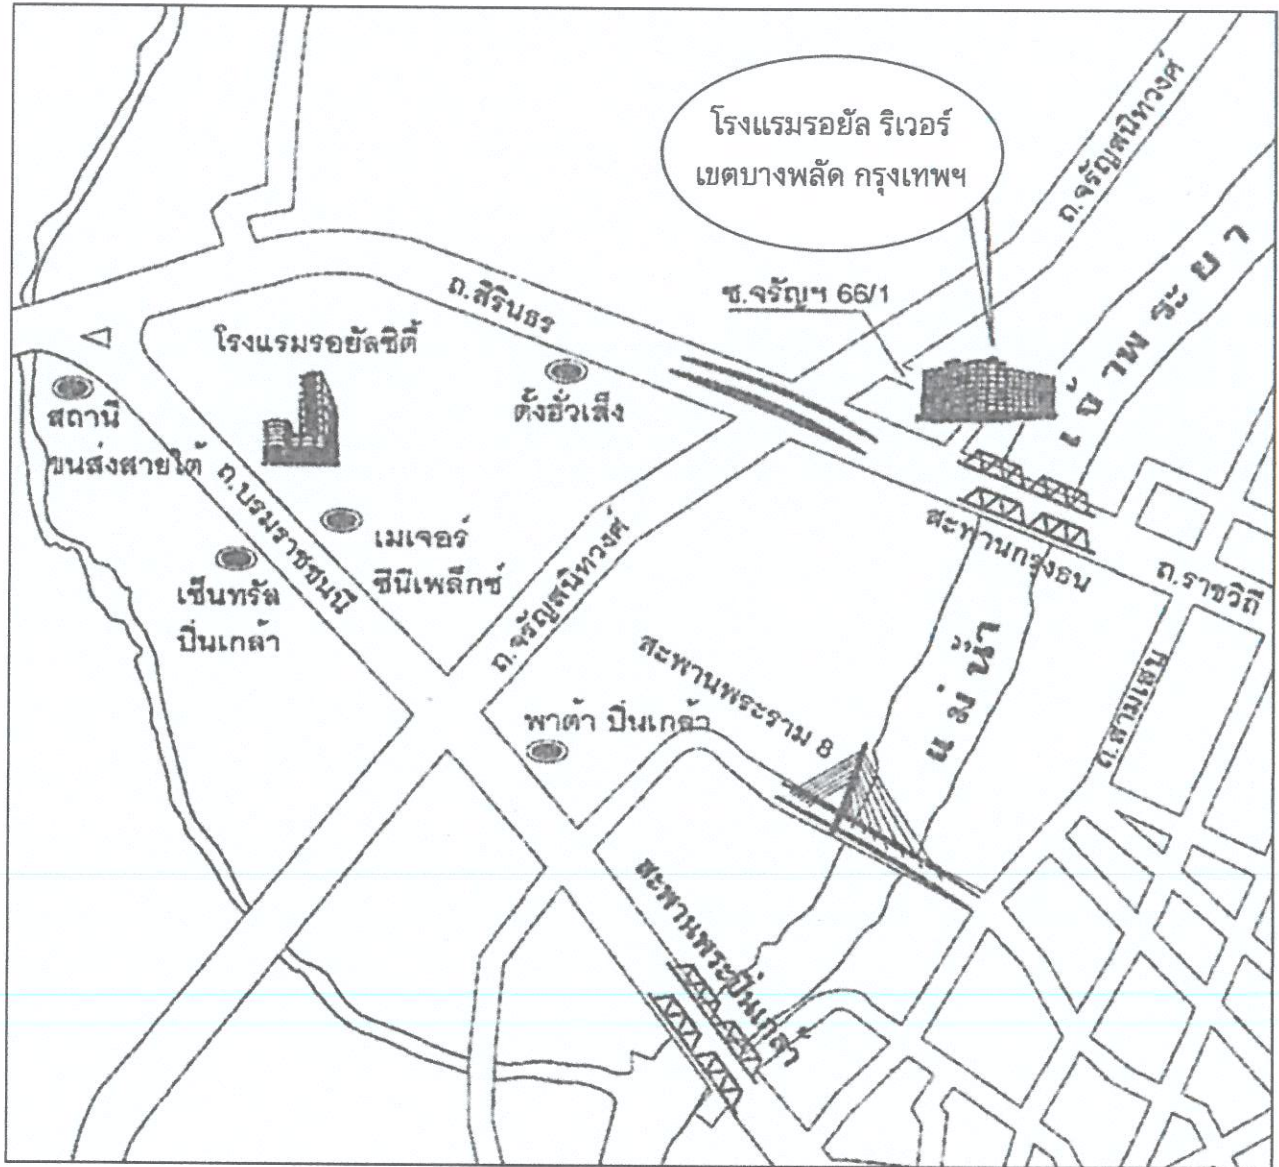 โรงแรมรอยัล ริเวอร์
เขตบางพลัด กรุงเทพฯ
ถ.จรัญสนิทวงศ์
ซ.จรัญฯ 66/1
ถ.สิรินธร
โรงแรมรอยัลซิตี้
ตั้งฮั่วเส็ง
สถานี
ขนส่งสายใต้
ถ.บรมราชชนนี
เมเจอร์
ซีนีเพล็กซ์
เซ็นทรัล
ปิ่นเกล้า
ถ.จรัญสนิทวงศ์
แม่น้ำ
เจ้าพระยา
สะพานกรุงธน
ถ.ราชวิถี
ถ.สามเสน
สะพานพระราม 8
พาต้า ปิ่นเกล้า
สะพานพระปิ่นเกล้า